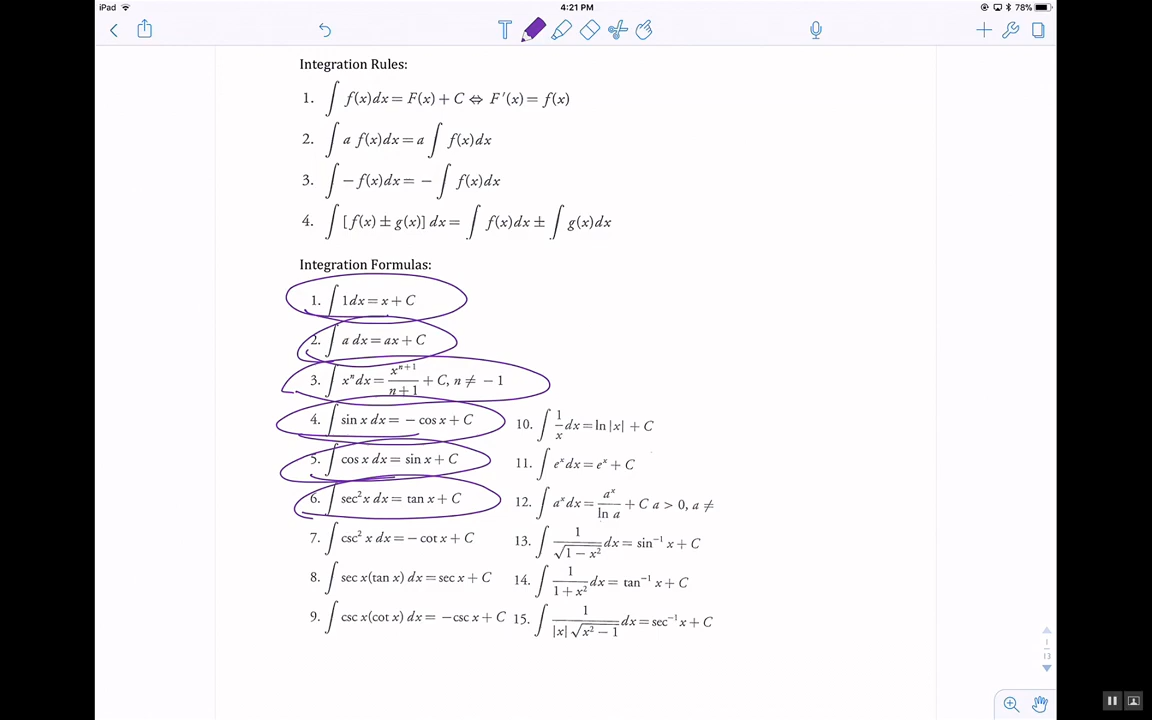 iPad 4:21 PM 78%
T
Integration Rules:
1. ∫ f(x)dx = F(x) + C ⇔ F′(x) = f(x)
2. ∫ a f(x)dx = a ∫ f(x)dx
3. ∫ − f(x)dx = − ∫ f(x)dx
4. ∫ [f(x) ± g(x)] dx = ∫ f(x)dx ± ∫ g(x)dx
Integration Formulas:
1. ∫ 1dx = x + C
2. ∫ a dx = ax + C
3. ∫ xⁿdx = xⁿ⁺¹/(n+1) + C, n ≠ −1
4. ∫ sin x dx = − cos x + C
5. ∫ cos x dx = sin x + C
6. ∫ sec² x dx = tan x + C
7. ∫ csc² x dx = − cot x + C
8. ∫ sec x(tan x) dx = sec x + C
9. ∫ csc x(cot x) dx = −csc x + C
10. ∫ 1/x dx = ln |x| + C
11. ∫ eˣdx = eˣ + C
12. ∫ aˣdx = aˣ/ln a + C a > 0, a ≠
13. ∫ 1/√(1 − x²) dx = sin⁻¹ x + C
14. ∫ 1/(1 + x²) dx = tan⁻¹ x + C
15. ∫ 1/(|x| √(x² − 1)) dx = sec⁻¹ x + C
1
13